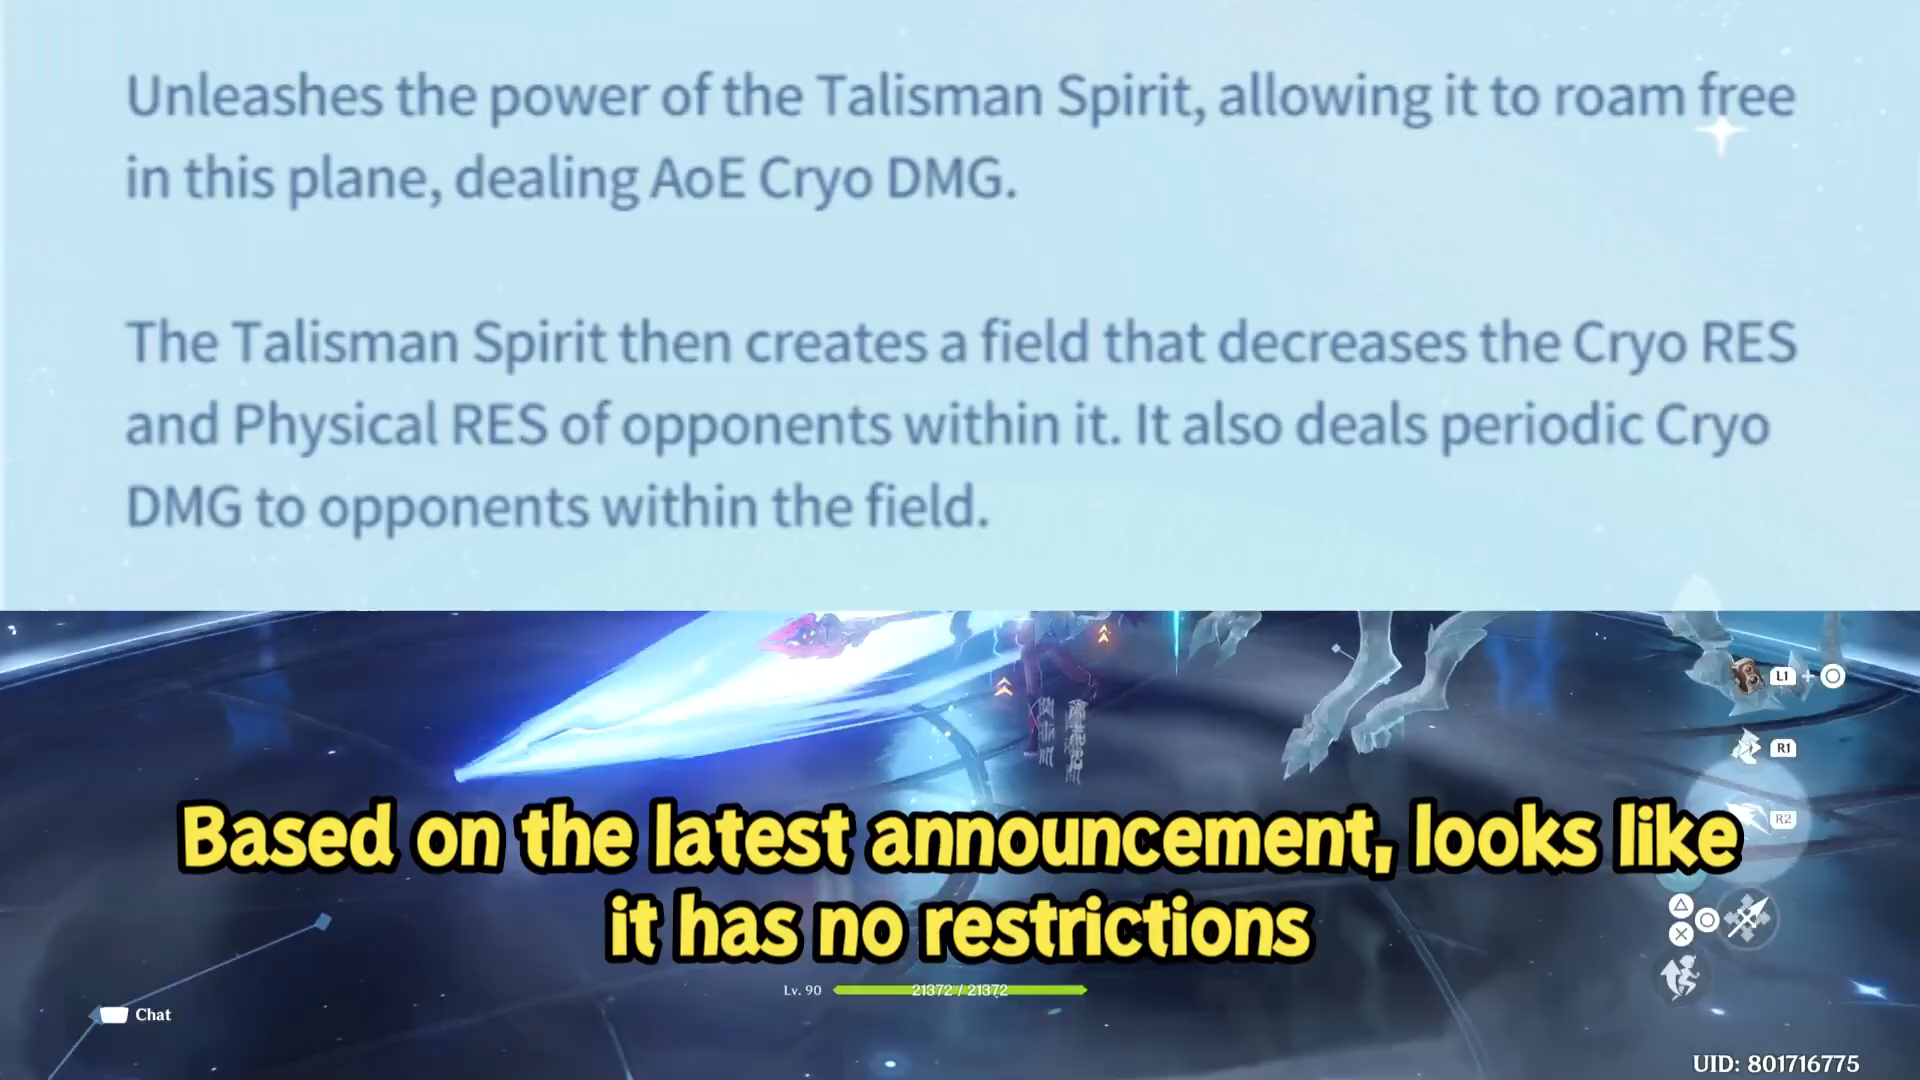 Unleashes the power of the Talisman Spirit, allowing it to roam free
in this plane, dealing AoE Cryo DMG.
The Talisman Spirit then creates a field that decreases the Cryo RES
and Physical RES of opponents within it. It also deals periodic Cryo
DMG to opponents within the field.
L1 +
R1
R2
Based on the latest announcement, looks like
it has no restrictions
Lv. 90 21372 / 21372
Chat
UID: 801716775